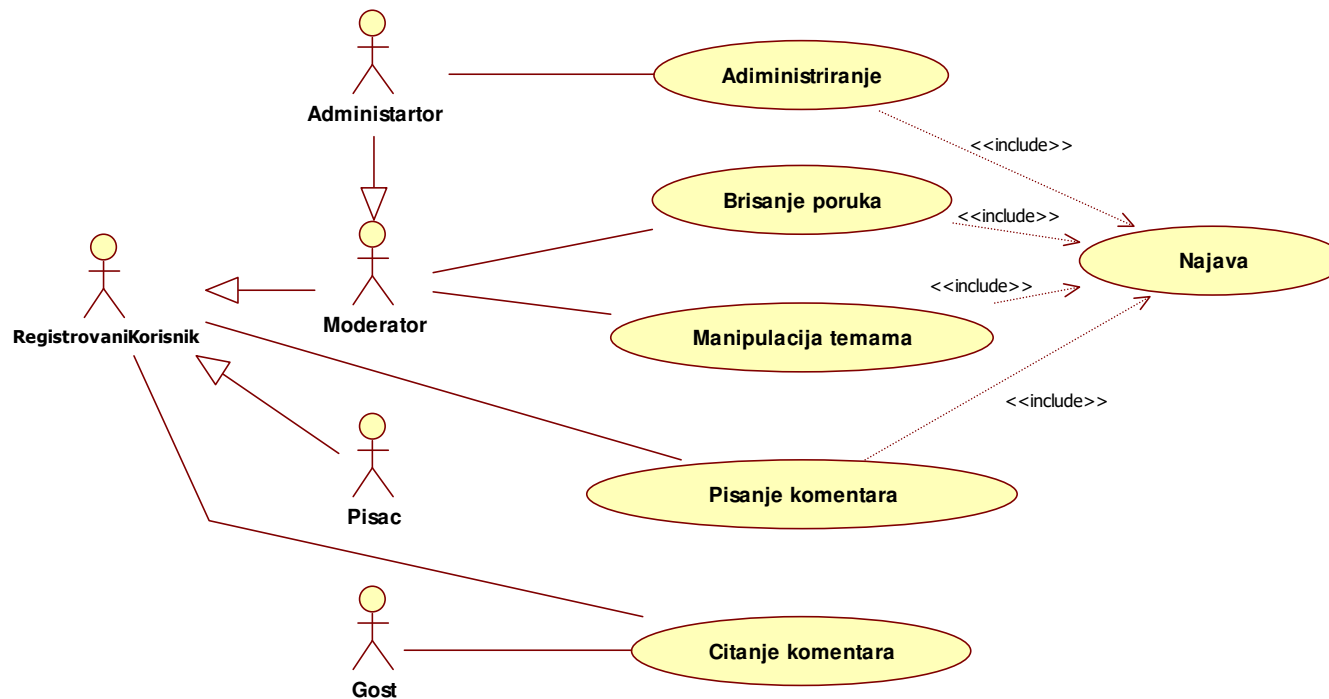 Adiministriranje
Administartor
<<include>>
Brisanje poruka
<<include>>
Najava
<<include>>
Moderator
RegistrovaniKorisnik
Manipulacija temama
<<include>>
Pisanje komentara
Pisac
Citanje komentara
Gost